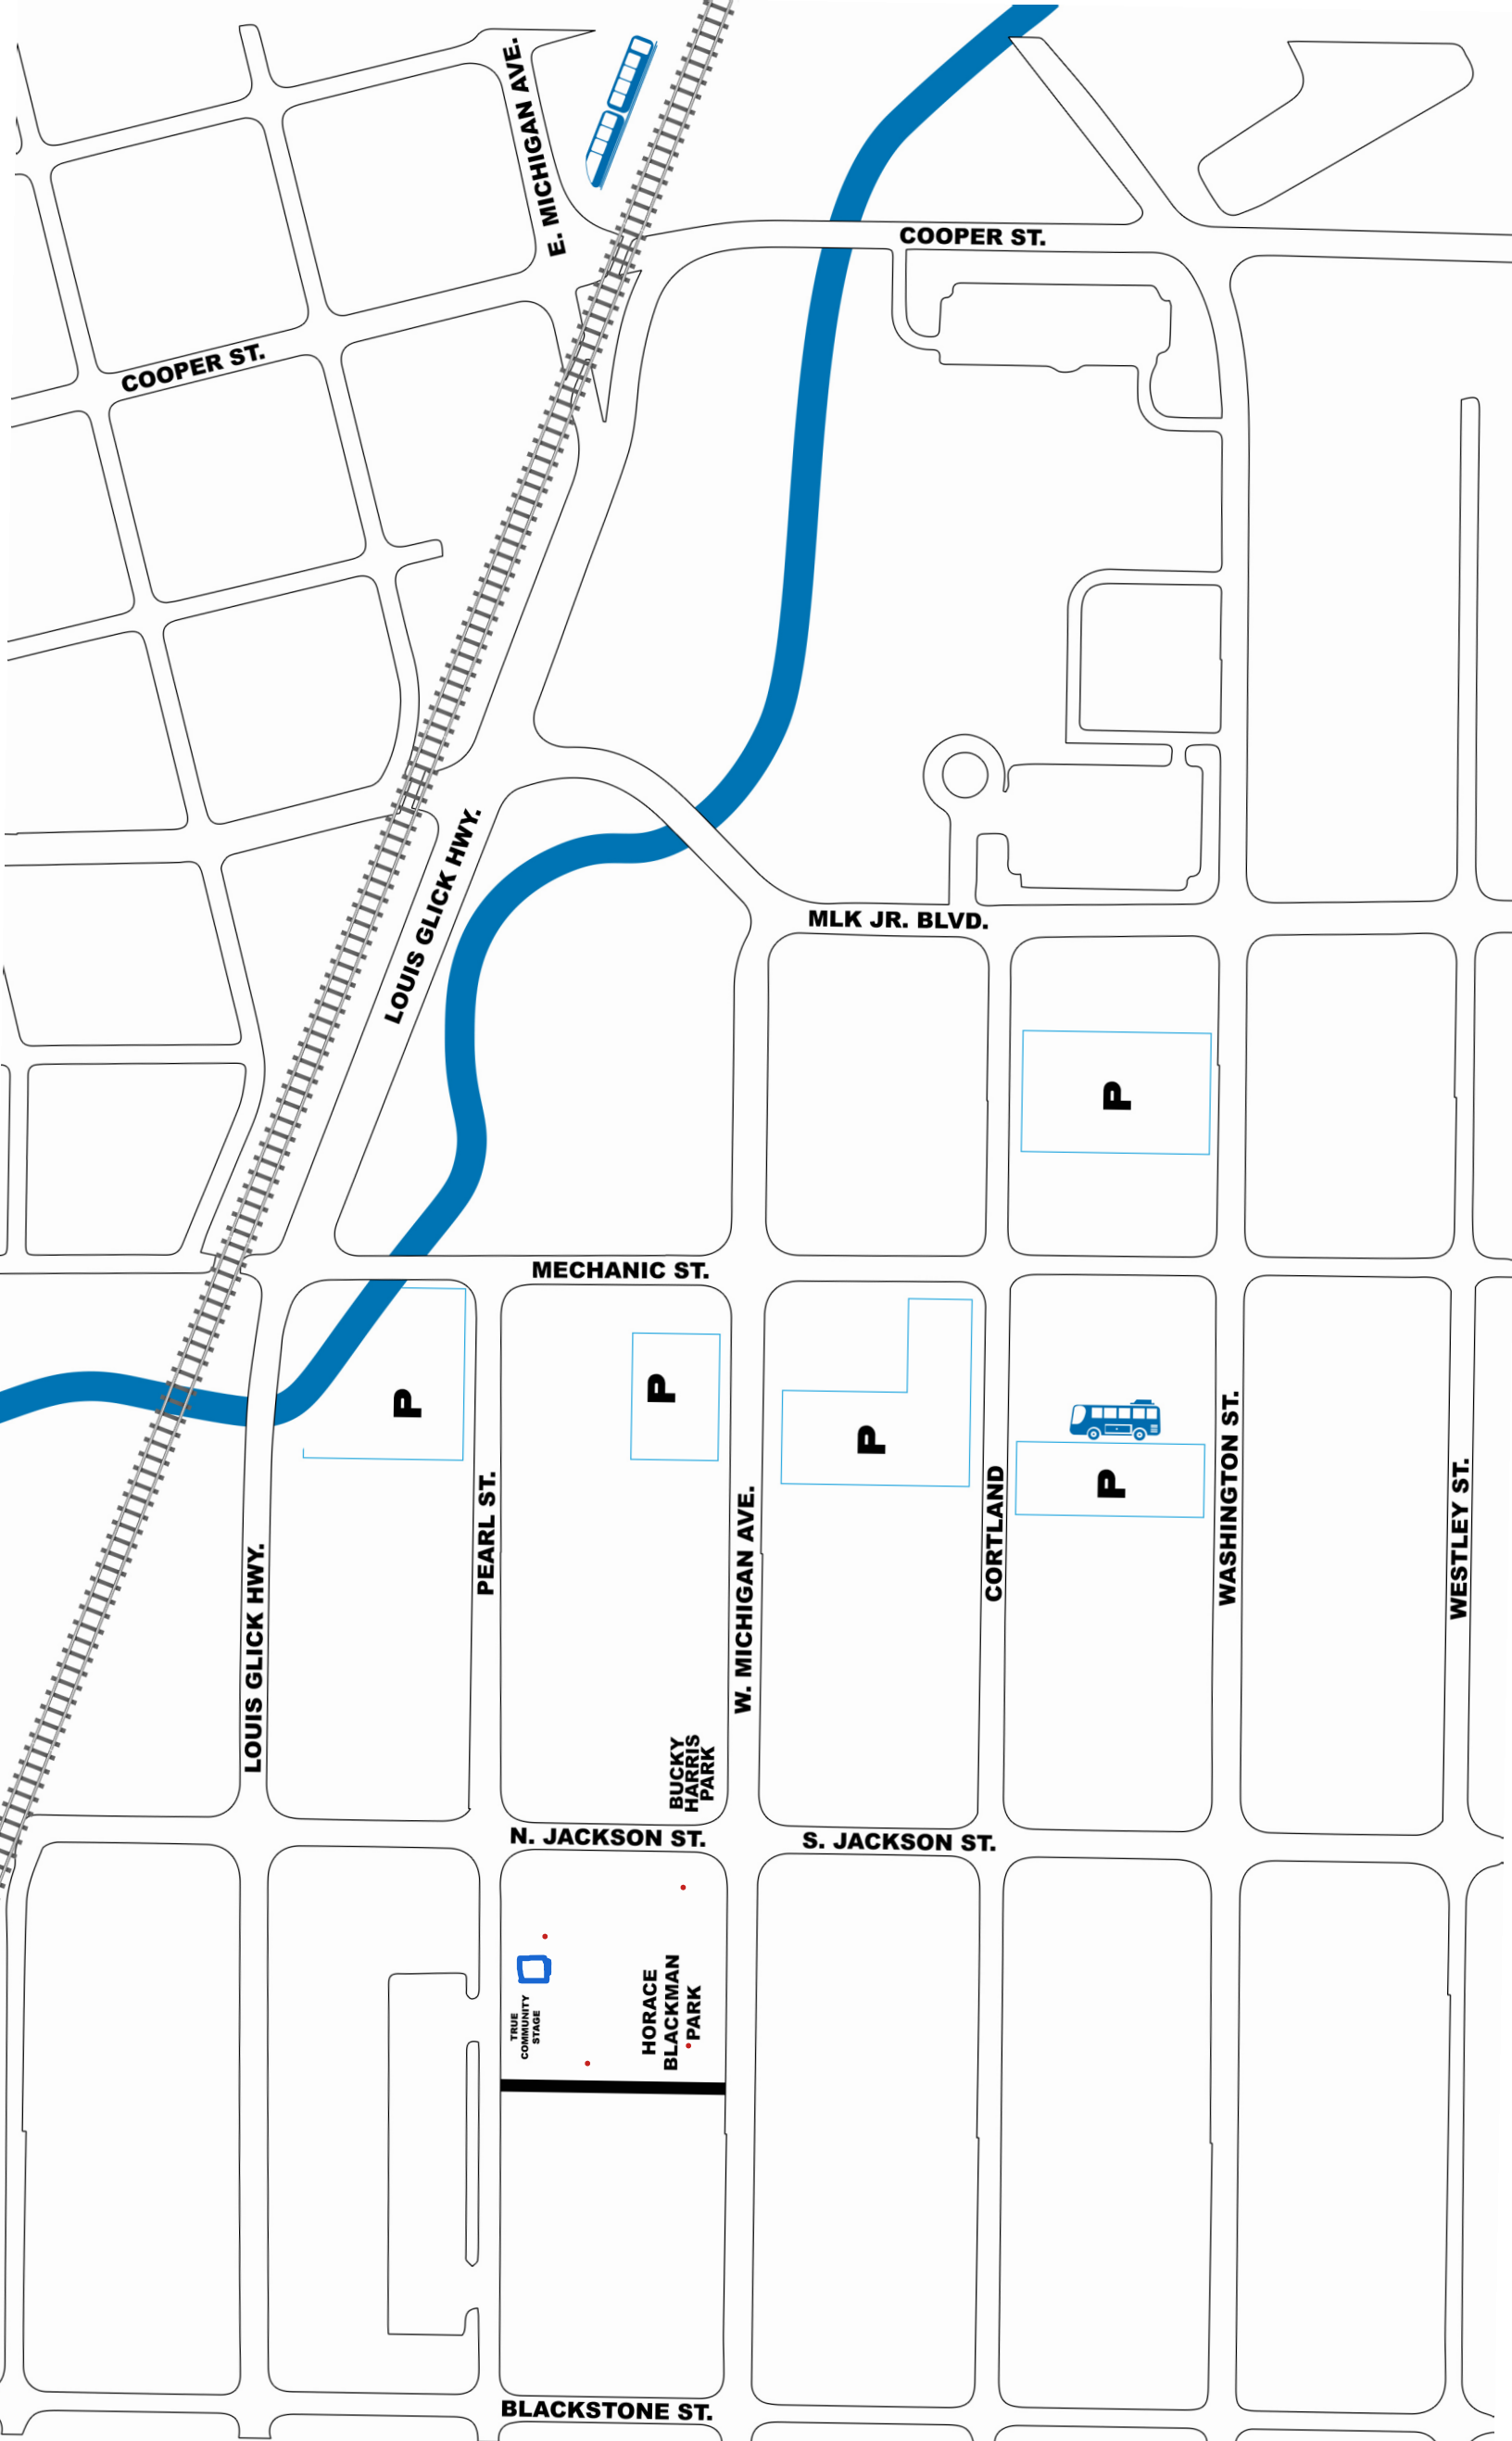 E. MICHIGAN AVE.
COOPER ST.
COOPER ST.
LOUIS GLICK HWY.
MLK JR. BLVD.
P
MECHANIC ST.
P
P
P
P
LOUIS GLICK HWY.
PEARL ST.
W. MICHIGAN AVE.
CORTLAND
WASHINGTON ST.
WESTLEY ST.
BUCKY
HARRIS
PARK
N. JACKSON ST.
S. JACKSON ST.
TRUE
COMMUNITY
STAGE
HORACE
BLACKMAN
PARK
BLACKSTONE ST.